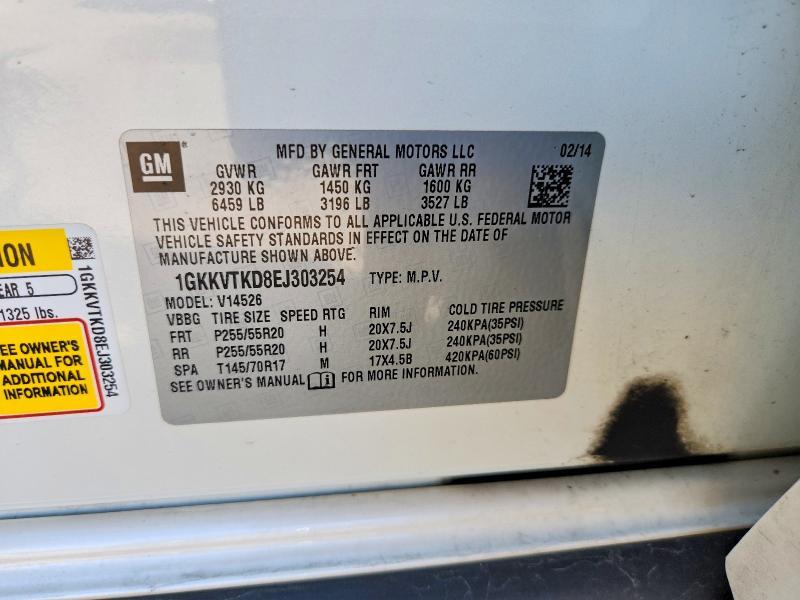 GM
MFD BY GENERAL MOTORS LLC 02/14
GVWR GAWR FRT GAWR RR
2930 KG 1450 KG 1600 KG
6459 LB 3196 LB 3527 LB
THIS VEHICLE CONFORMS TO ALL APPLICABLE U.S. FEDERAL MOTOR
VEHICLE SAFETY STANDARDS IN EFFECT ON THE DATE OF
MANUFACTURE SHOWN ABOVE.
1GKKVTKD8EJ303254 TYPE: M.P.V.
MODEL: V14526
VBBG TIRE SIZE SPEED RTG RIM COLD TIRE PRESSURE
FRT P255/55R20 H 20X7.5J 240KPA(35PSI)
RR P255/55R20 H 20X7.5J 240KPA(35PSI)
SPA T145/70R17 M 17X4.5B 420KPA(60PSI)
SEE OWNER'S MANUAL FOR MORE INFORMATION.
ION
EAR 5
1325 lbs.
SEE OWNER'S
MANUAL FOR
ADDITIONAL
INFORMATION
1GKKVTKD8EJ303254